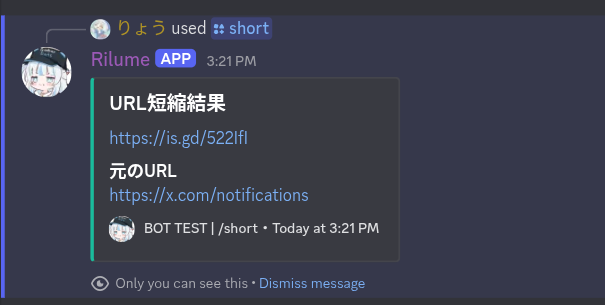 りょう used short
Rilume APP 3:21 PM
URL短縮結果
https://is.gd/522lfl
元のURL
https://x.com/notifications
BOT TEST | /short • Today at 3:21 PM
Only you can see this • Dismiss message